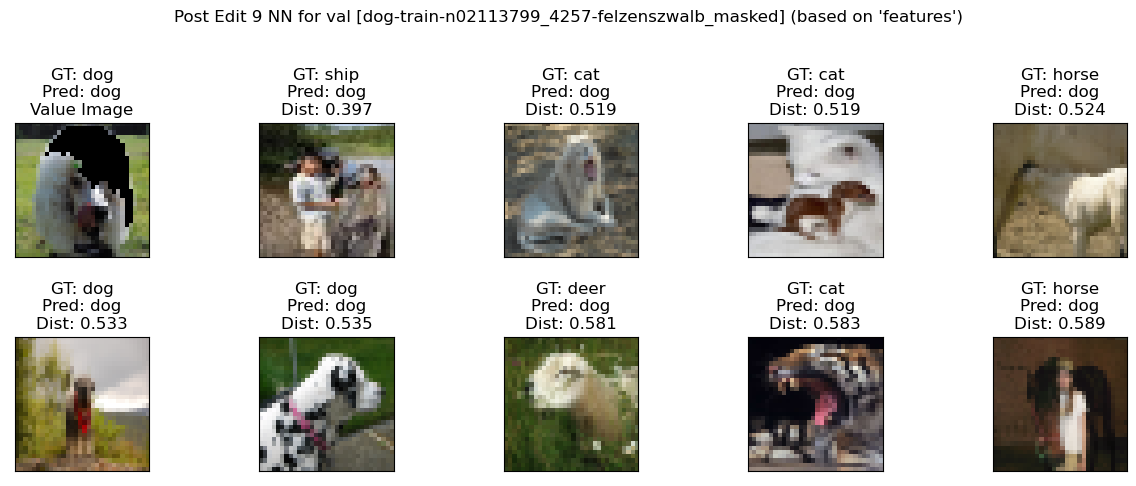 Post Edit 9 NN for val [dog-train-n02113799_4257-felzenszwalb_masked] (based on 'features')
GT: dog
Pred: dog
Value Image
GT: ship
Pred: dog
Dist: 0.397
GT: cat
Pred: dog
Dist: 0.519
GT: cat
Pred: dog
Dist: 0.519
GT: horse
Pred: dog
Dist: 0.524
GT: dog
Pred: dog
Dist: 0.533
GT: dog
Pred: dog
Dist: 0.535
GT: deer
Pred: dog
Dist: 0.581
GT: cat
Pred: dog
Dist: 0.583
GT: horse
Pred: dog
Dist: 0.589